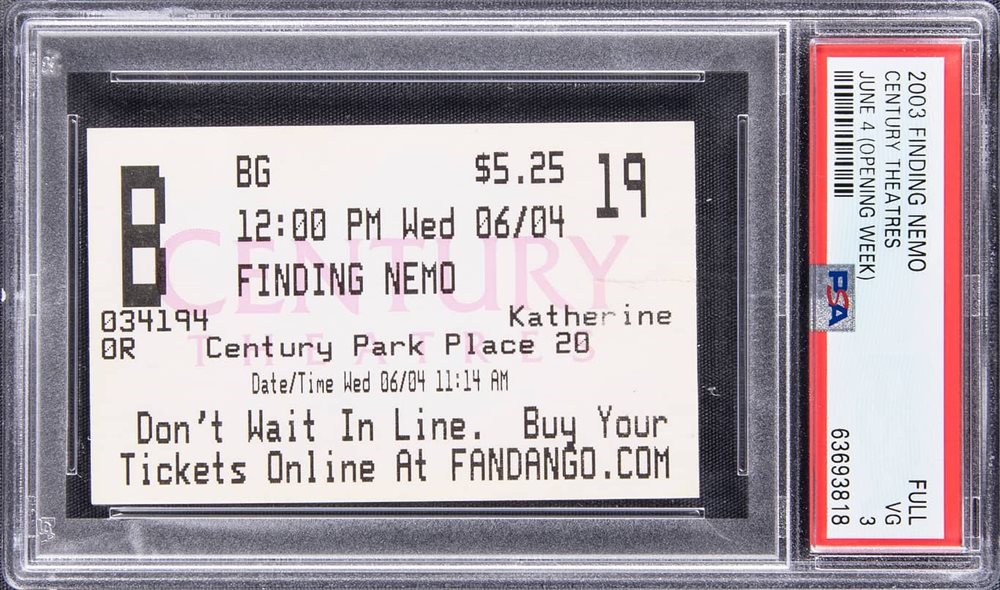 B
BG $5.25 19
12:00 PM Wed 06/04
FINDING NEMO
CENTURY
THEATRES
034194 Katherine
0R Century Park Place 20
Date/Time Wed 06/04 11:14 AM
Don't Wait In Line. Buy Your
Tickets Online At FANDANGO.COM
2003 FINDING NEMO FULL
CENTURY THEATRES VG
JUNE 4 (OPENING WEEK) 3
PSA
63693818